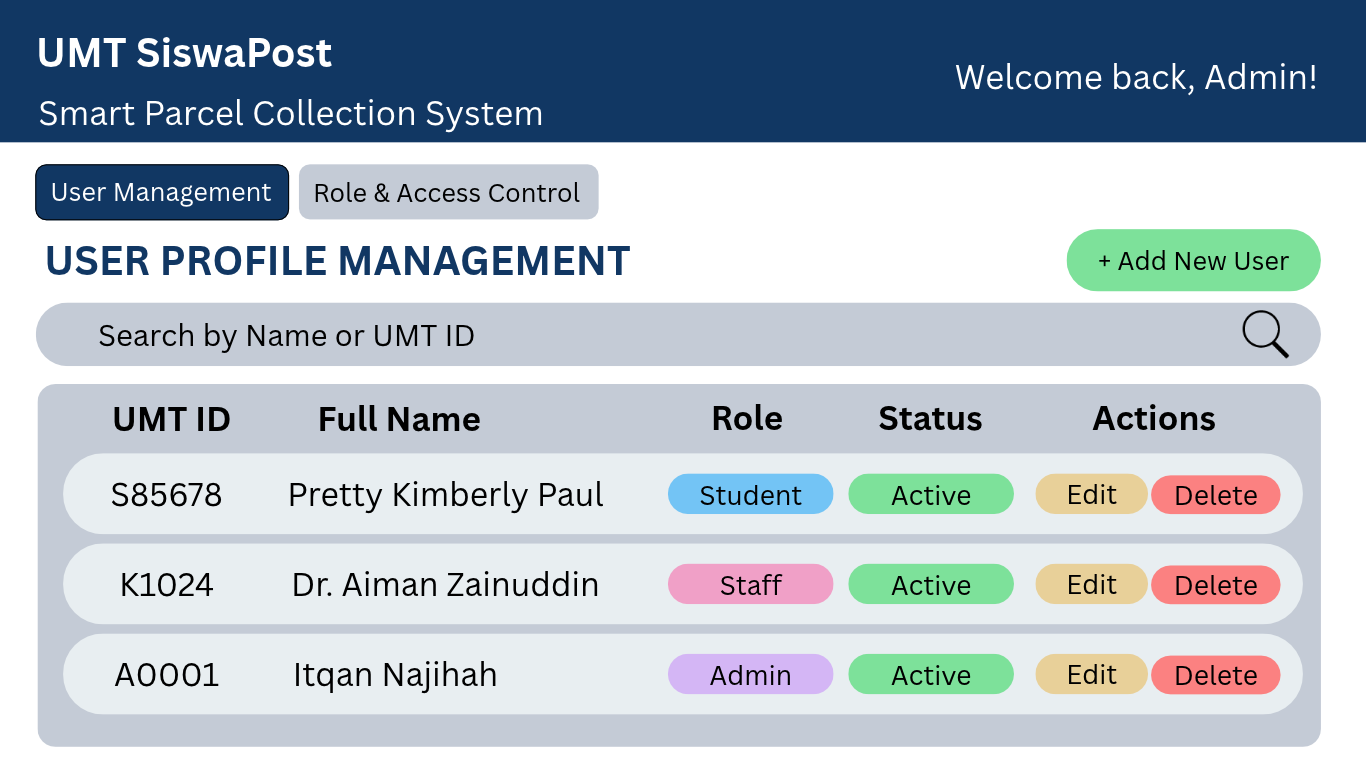 UMT SiswaPost
Smart Parcel Collection System
Welcome back, Admin!
User Management
Role & Access Control
USER PROFILE MANAGEMENT
+ Add New User
Search by Name or UMT ID
UMT ID Full Name Role Status Actions
S85678 Pretty Kimberly Paul Student Active Edit Delete
K1024 Dr. Aiman Zainuddin Staff Active Edit Delete
A0001 Itqan Najihah Admin Active Edit Delete